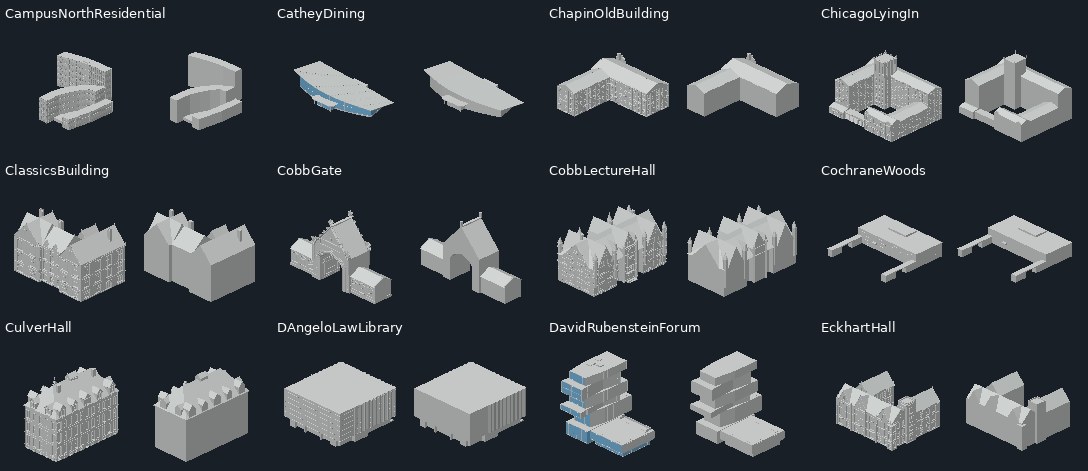 CampusNorthResidential
CatheyDining
ChapinOldBuilding
ChicagoLyingIn
ClassicsBuilding
CobbGate
CobbLectureHall
CochraneWoods
CulverHall
DAngeloLawLibrary
DavidRubensteinForum
EckhartHall